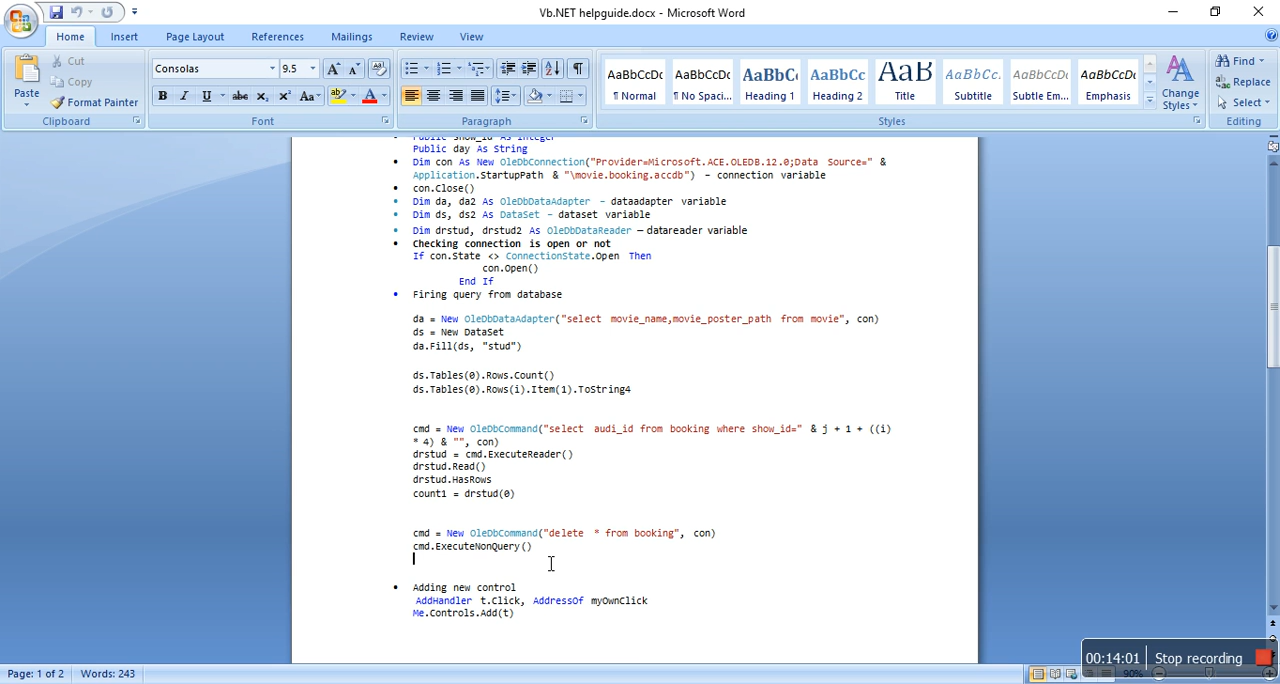 Vb.NET helpguide.docx - Microsoft Word
Home Insert Page Layout References Mailings Review View
Paste
Cut
Copy
Format Painter
Clipboard
Consolas 9.5
Font
Paragraph
AaBbCcDc AaBbCcDc AaBbC( AaBbCc AaB AaBbCc. AaBbCcDc AaBbCcDc
¶ Normal ¶ No Spaci... Heading 1 Heading 2 Title Subtitle Subtle Em... Emphasis
Styles
Change Styles
Find
Replace
Select
Editing
Public show_id As Integer
Public day As String
• Dim con As New OleDbConnection("Provider=Microsoft.ACE.OLEDB.12.0;Data Source=" &
Application.StartupPath & "\movie.booking.accdb") - connection variable
• con.Close()
• Dim da, da2 As OleDbDataAdapter - dataadapter variable
• Dim ds, ds2 As DataSet - dataset variable
• Dim drstud, drstud2 As OleDbDataReader – datareader variable
• Checking connection is open or not
If con.State <> ConnectionState.Open Then
con.Open()
End If
• Firing query from database
da = New OleDbDataAdapter("select movie_name,movie_poster_path from movie", con)
ds = New DataSet
da.Fill(ds, "stud")
ds.Tables(0).Rows.Count()
ds.Tables(0).Rows(i).Item(1).ToString4
cmd = New OleDbCommand("select audi_id from booking where show_id=" & j + 1 + ((i)
* 4) & "", con)
drstud = cmd.ExecuteReader()
drstud.Read()
drstud.HasRows
count1 = drstud(0)
cmd = New OleDbCommand("delete * from booking", con)
cmd.ExecuteNonQuery()
• Adding new control
AddHandler t.Click, AddressOf myOwnClick
Me.Controls.Add(t)
00:14:01 Stop recording
Page: 1 of 2 Words: 243
90%